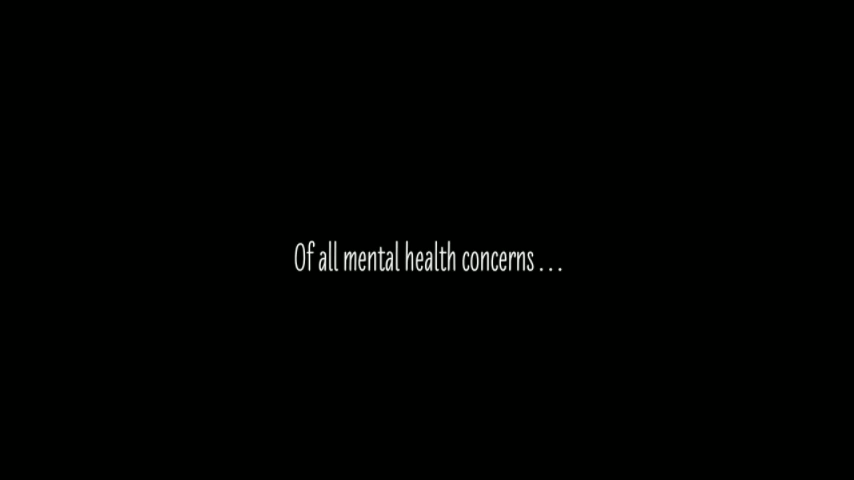 Of all mental health concerns . . .